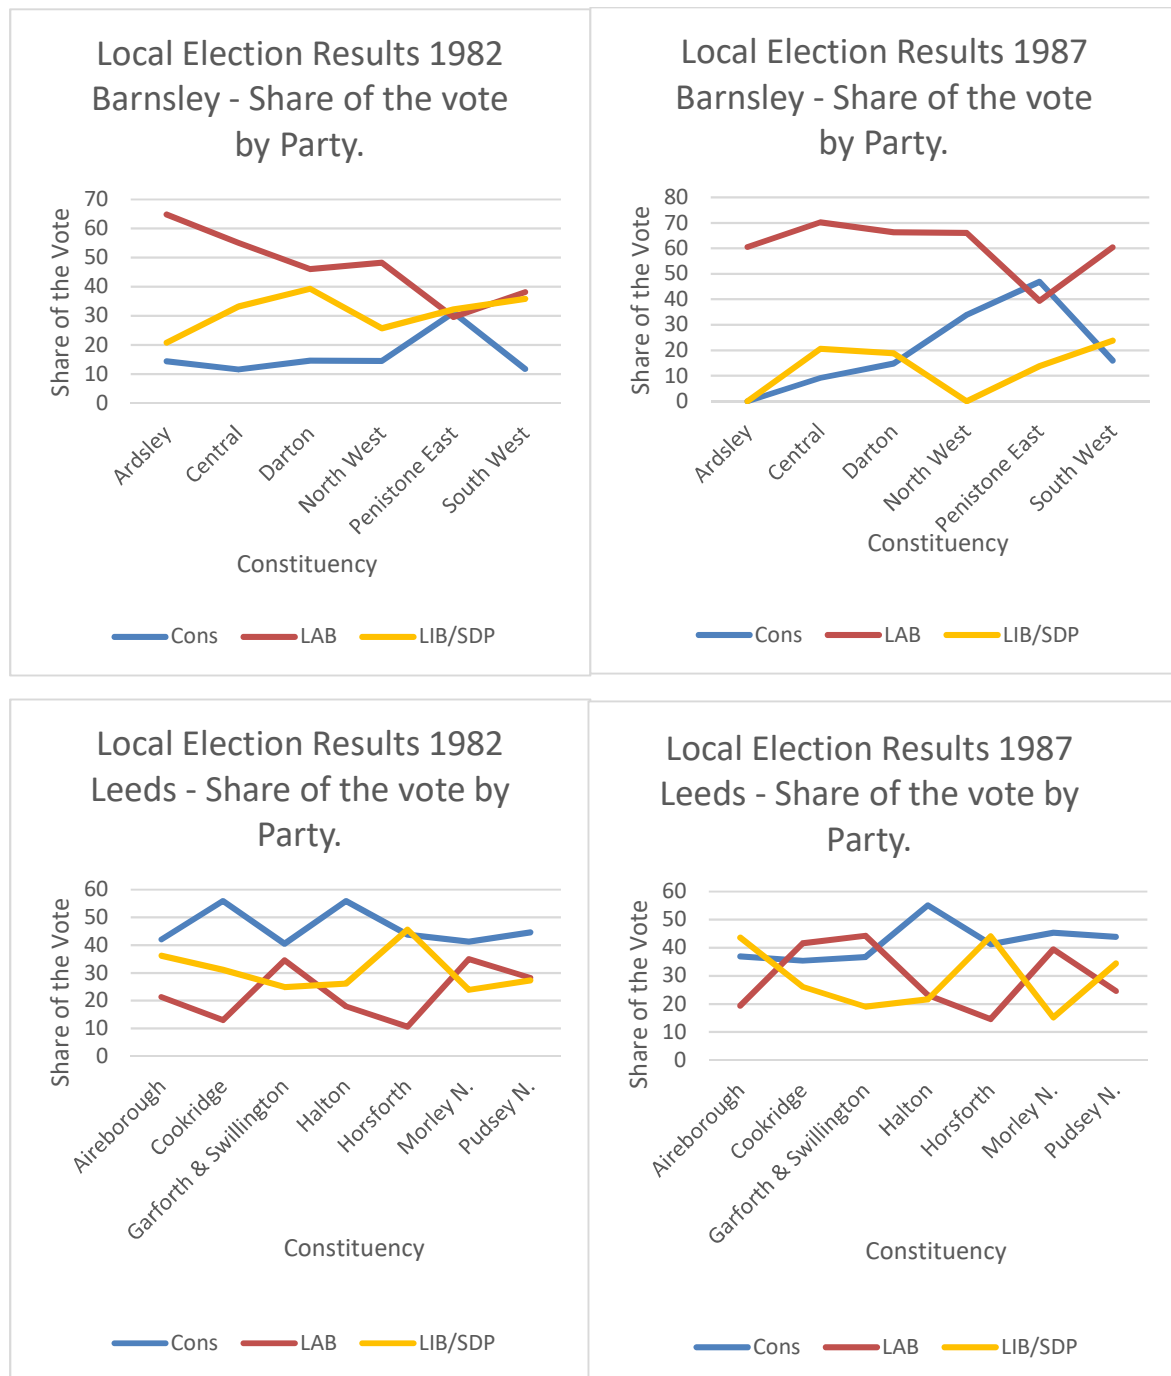 Local Election Results 1982
Barnsley - Share of the vote
by Party.
Share of the Vote
70
60
50
40
30
20
10
0
Ardsley
Central
Darton
North West
Penistone East
South West
Constituency
Cons LAB LIB/SDP
Local Election Results 1987
Barnsley - Share of the vote
by Party.
Share of the Vote
80
70
60
50
40
30
20
10
0
Ardsley
Central
Darton
North West
Penistone East
South West
Constituency
Cons LAB LIB/SDP
Local Election Results 1982
Leeds - Share of the vote by
Party.
Share of the Vote
60
50
40
30
20
10
0
Aireborough
Cookridge
Garforth & Swillington
Halton
Horsforth
Morley N.
Pudsey N.
Constituency
Cons LAB LIB/SDP
Local Election Results 1987
Leeds - Share of the vote by
Party.
Share of the Vote
60
50
40
30
20
10
0
Aireborough
Cookridge
Garforth & Swillington
Halton
Horsforth
Morley N.
Pudsey N.
Constituency
Cons LAB LIB/SDP